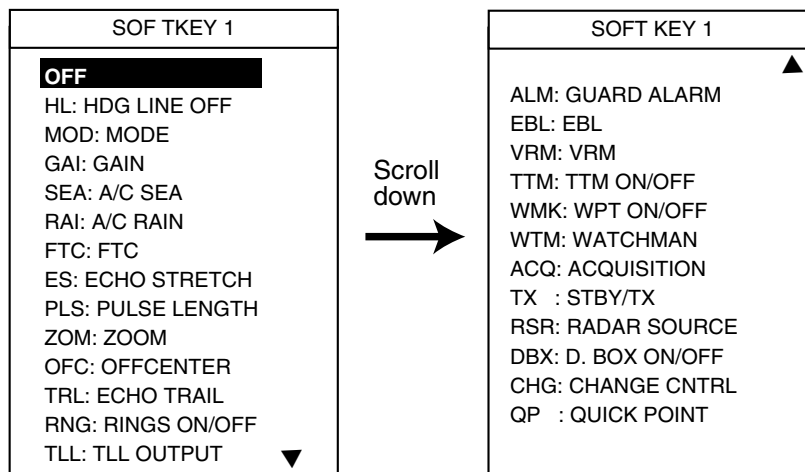 SOF TKEY 1
OFF
HL: HDG LINE OFF
MOD: MODE
GAI: GAIN
SEA: A/C SEA
RAI: A/C RAIN
FTC: FTC
ES: ECHO STRETCH
PLS: PULSE LENGTH
ZOM: ZOOM
OFC: OFFCENTER
TRL: ECHO TRAIL
RNG: RINGS ON/OFF
TLL: TLL OUTPUT
Scroll
down
SOFT KEY 1
ALM: GUARD ALARM
EBL: EBL
VRM: VRM
TTM: TTM ON/OFF
WMK: WPT ON/OFF
WTM: WATCHMAN
ACQ: ACQUISITION
TX : STBY/TX
RSR: RADAR SOURCE
DBX: D. BOX ON/OFF
CHG: CHANGE CNTRL
QP : QUICK POINT